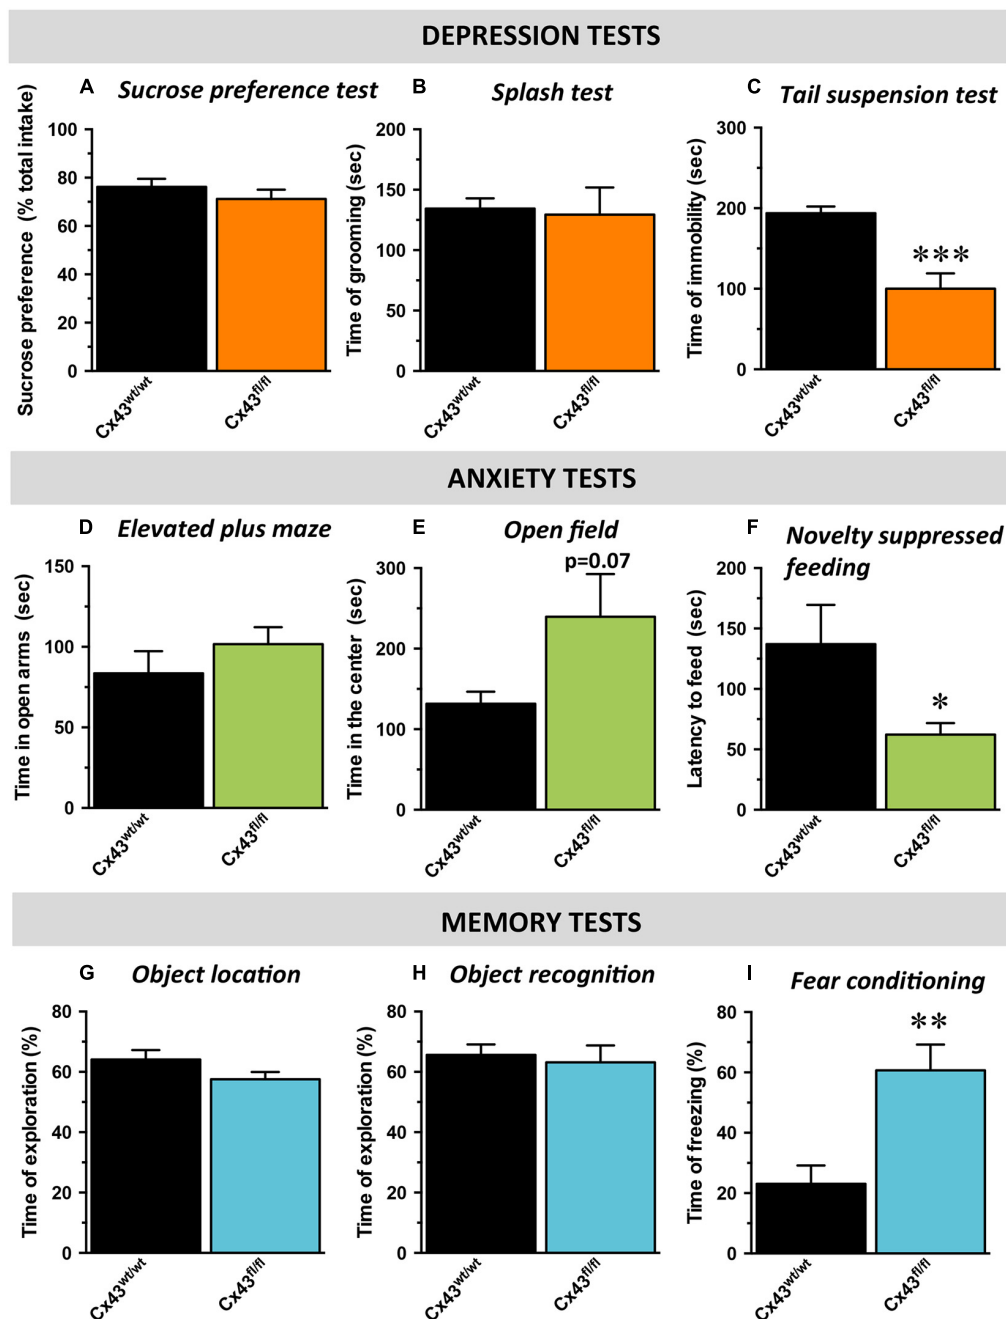 DEPRESSION TESTS
A Sucrose preference test
Sucrose preference (% total intake)
100
80
60
40
20
0
Cx43wt/wt
Cx43fl/fl
B Splash test
Time of grooming (sec)
200
150
100
50
0
Cx43wt/wt
Cx43fl/fl
C Tail suspension test
Time of immobility (sec)
300
200
100
0
***
Cx43wt/wt
Cx43fl/fl
ANXIETY TESTS
D Elevated plus maze
Time in open arms (sec)
150
100
50
0
Cx43wt/wt
Cx43fl/fl
E Open field
p=0.07
Time in the center (sec)
300
200
100
0
Cx43wt/wt
Cx43fl/fl
F Novelty suppressed
feeding
Latency to feed (sec)
200
150
100
50
0
*
Cx43wt/wt
Cx43fl/fl
MEMORY TESTS
G Object location
Time of exploration (%)
80
60
40
20
0
Cx43wt/wt
Cx43fl/fl
H Object recognition
Time of exploration (%)
80
60
40
20
0
Cx43wt/wt
Cx43fl/fl
I Fear conditioning
Time of freezing (%)
80
60
40
20
0
**
Cx43wt/wt
Cx43fl/fl